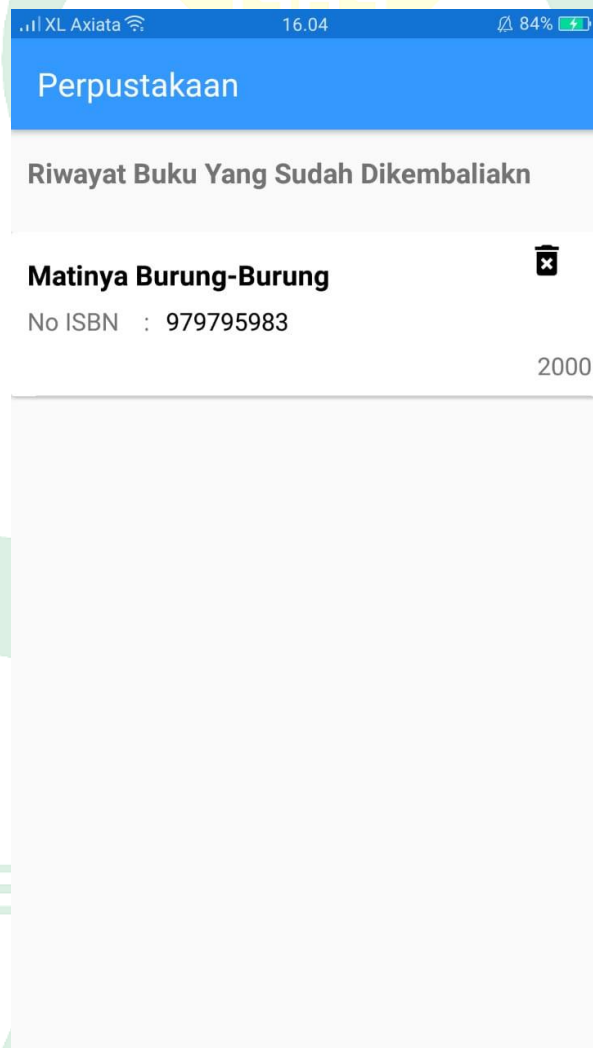 XL Axiata 16.04 84%
Perpustakaan
Riwayat Buku Yang Sudah Dikembaliakn
Matinya Burung-Burung
No ISBN : 979795983
2000